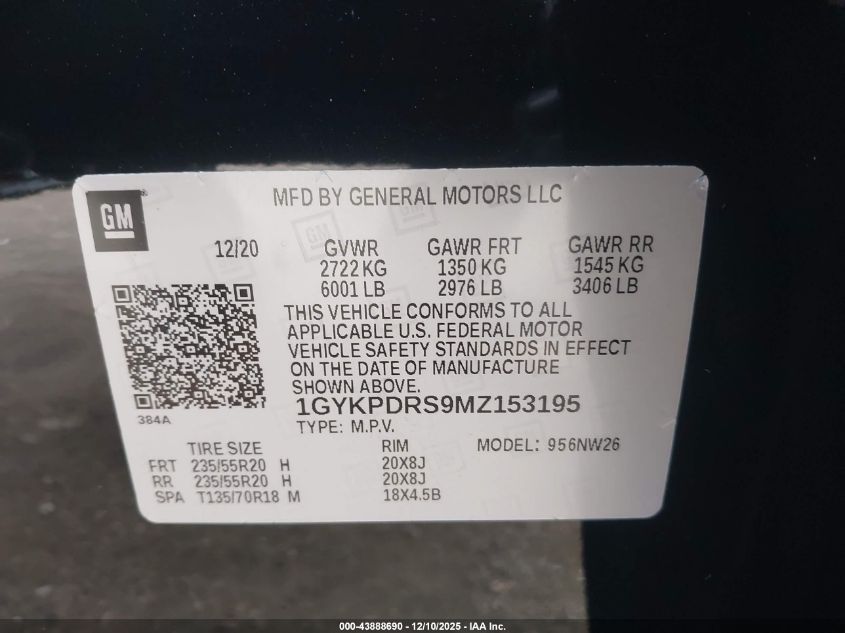 GM
MFD BY GENERAL MOTORS LLC
12/20 GVWR GAWR FRT GAWR RR
2722 KG 1350 KG 1545 KG
6001 LB 2976 LB 3406 LB
THIS VEHICLE CONFORMS TO ALL
APPLICABLE U.S. FEDERAL MOTOR
VEHICLE SAFETY STANDARDS IN EFFECT
ON THE DATE OF MANUFACTURE
SHOWN ABOVE.
1GYKPDRS9MZ153195
384A
TYPE: M.P.V.
TIRE SIZE RIM MODEL: 956NW26
FRT 235/55R20 H 20X8J
RR 235/55R20 H 20X8J
SPA T135/70R18 M 18X4.5B
000-43888690 - 12/10/2025 - IAA Inc.